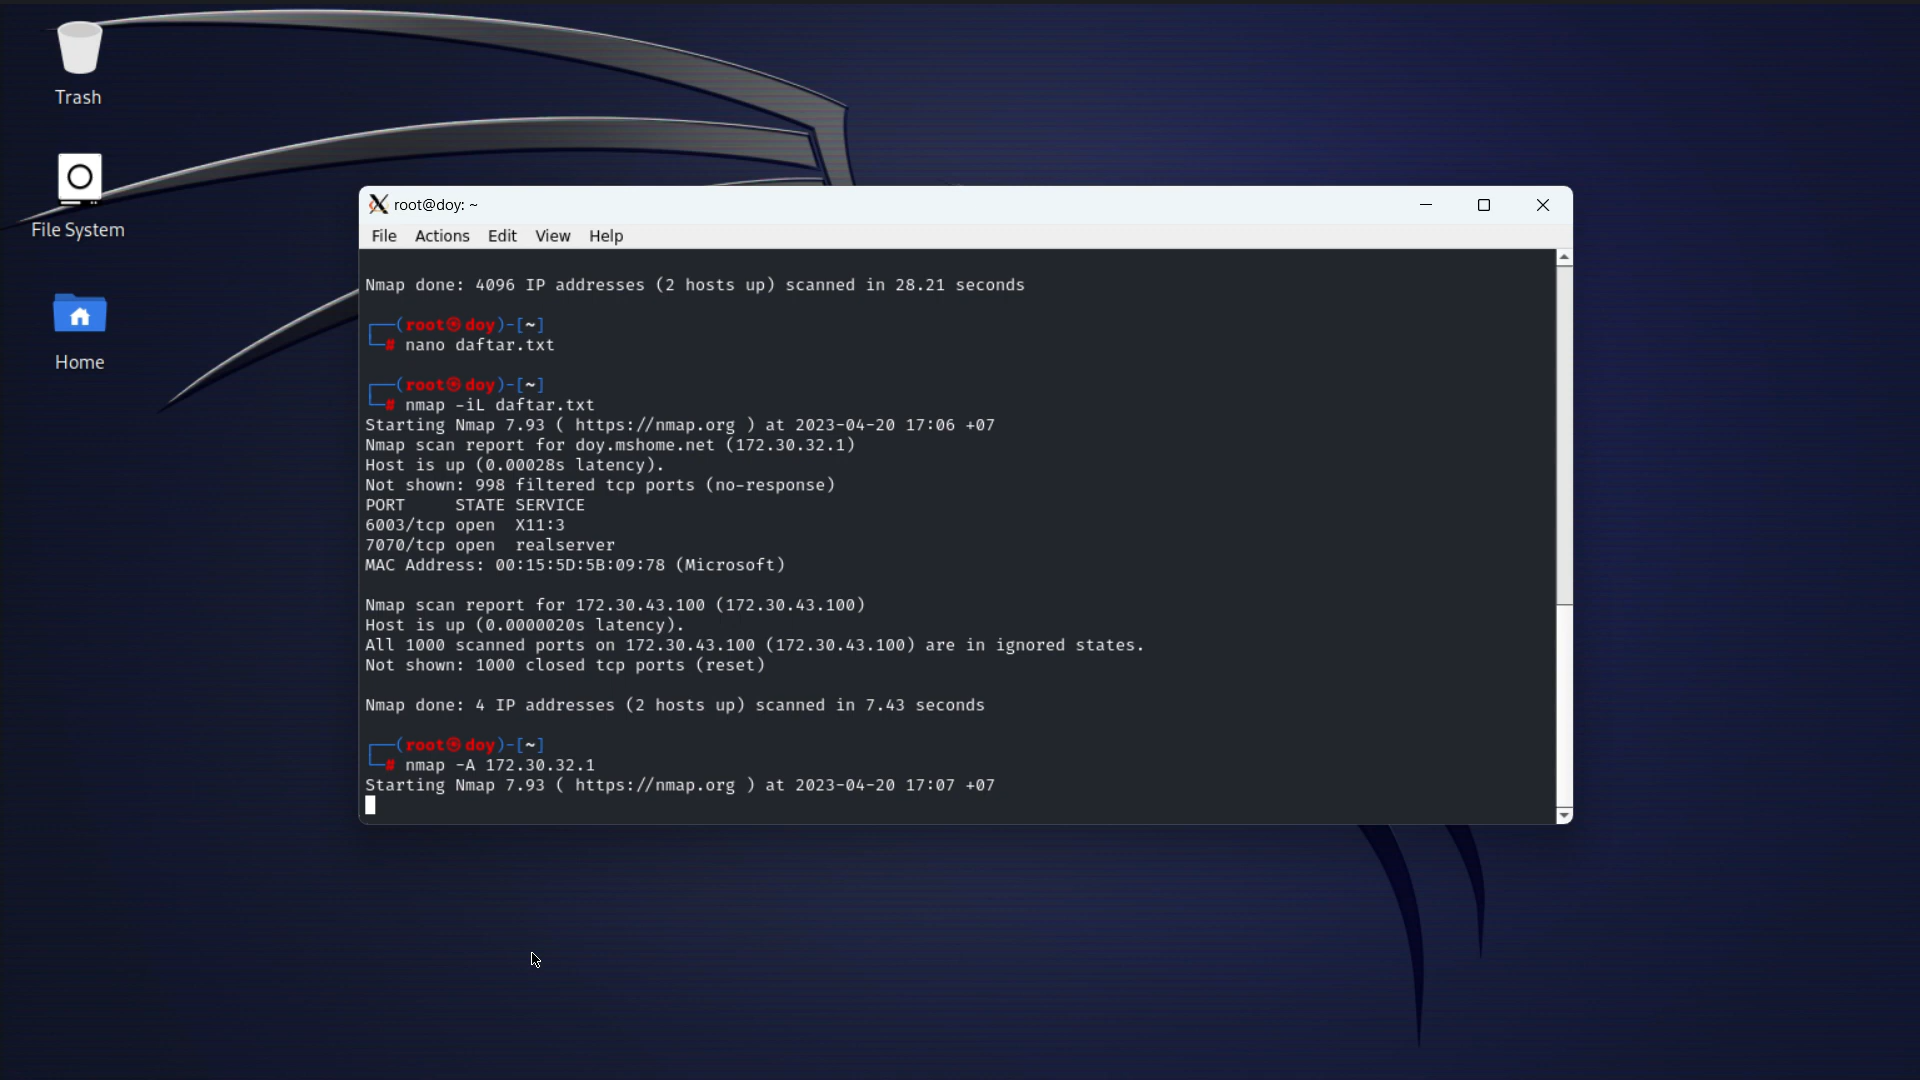 Trash
File System
Home
root@doy: ~
File Actions Edit View Help
Nmap done: 4096 IP addresses (2 hosts up) scanned in 28.21 seconds
┌──(root㉿doy)-[~]
└─# nano daftar.txt
┌──(root㉿doy)-[~]
└─# nmap -iL daftar.txt
Starting Nmap 7.93 ( https://nmap.org ) at 2023-04-20 17:06 +07
Nmap scan report for doy.mshome.net (172.30.32.1)
Host is up (0.00028s latency).
Not shown: 998 filtered tcp ports (no-response)
PORT     STATE SERVICE
6003/tcp open  X11:3
7070/tcp open  realserver
MAC Address: 00:15:5D:5B:09:78 (Microsoft)
Nmap scan report for 172.30.43.100 (172.30.43.100)
Host is up (0.0000020s latency).
All 1000 scanned ports on 172.30.43.100 (172.30.43.100) are in ignored states.
Not shown: 1000 closed tcp ports (reset)
Nmap done: 4 IP addresses (2 hosts up) scanned in 7.43 seconds
┌──(root㉿doy)-[~]
└─# nmap -A 172.30.32.1
Starting Nmap 7.93 ( https://nmap.org ) at 2023-04-20 17:07 +07